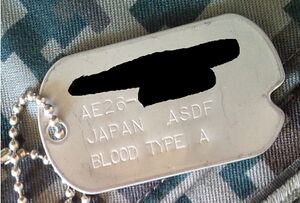 AE26-
JAPAN ASDF
BLOOD TYPE A